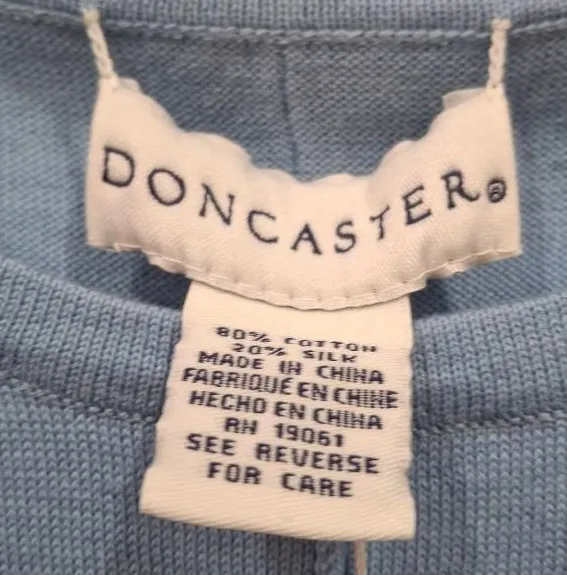 DONCASTER®
80% COTTON
20% SILK
MADE IN CHINA
FABRIQUÉ EN CHINE
HECHO EN CHINA
RN 19061
SEE REVERSE
FOR CARE